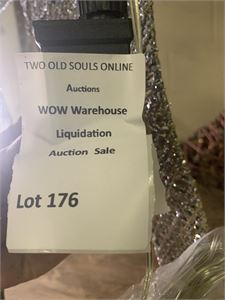 TWO OLD SOULS ONLINE
Auctions
WOW Warehouse
Liquidation
Auction Sale
Lot 176